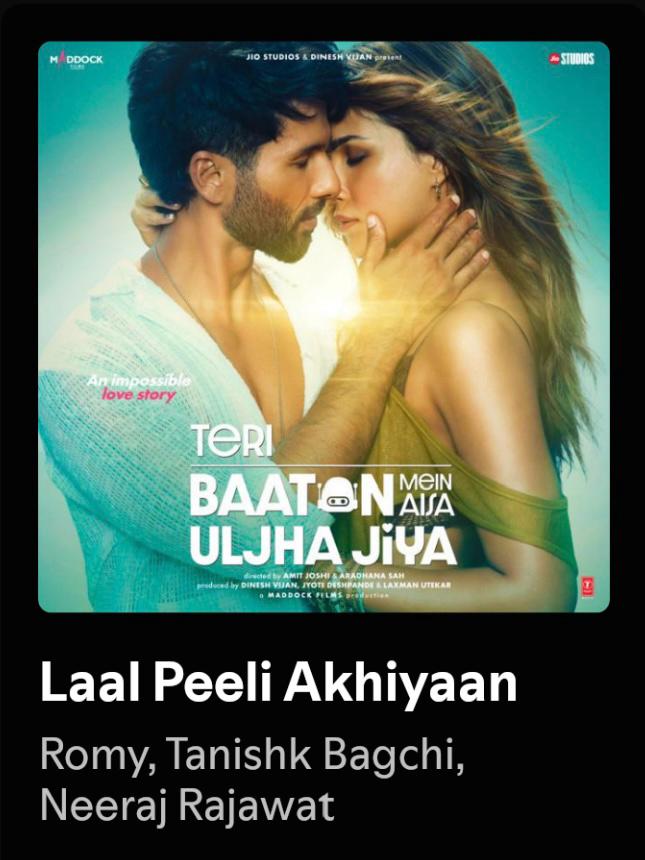 MADDOCK
FILMS
JIO STUDIOS & DINESH VIJAN present
Jio STUDIOS
An impossible
love story
TERI
BAATON MEIN
AISA
ULJHA JiYA
directed by AMIT JOSHI & ARADHANA SAH
produced by DINESH VIJAN, JYOTI DESHPANDE & LAXMAN UTEKAR
a MADDOCK FILMS production
T
Laal Peeli Akhiyaan
Romy, Tanishk Bagchi,
Neeraj Rajawat